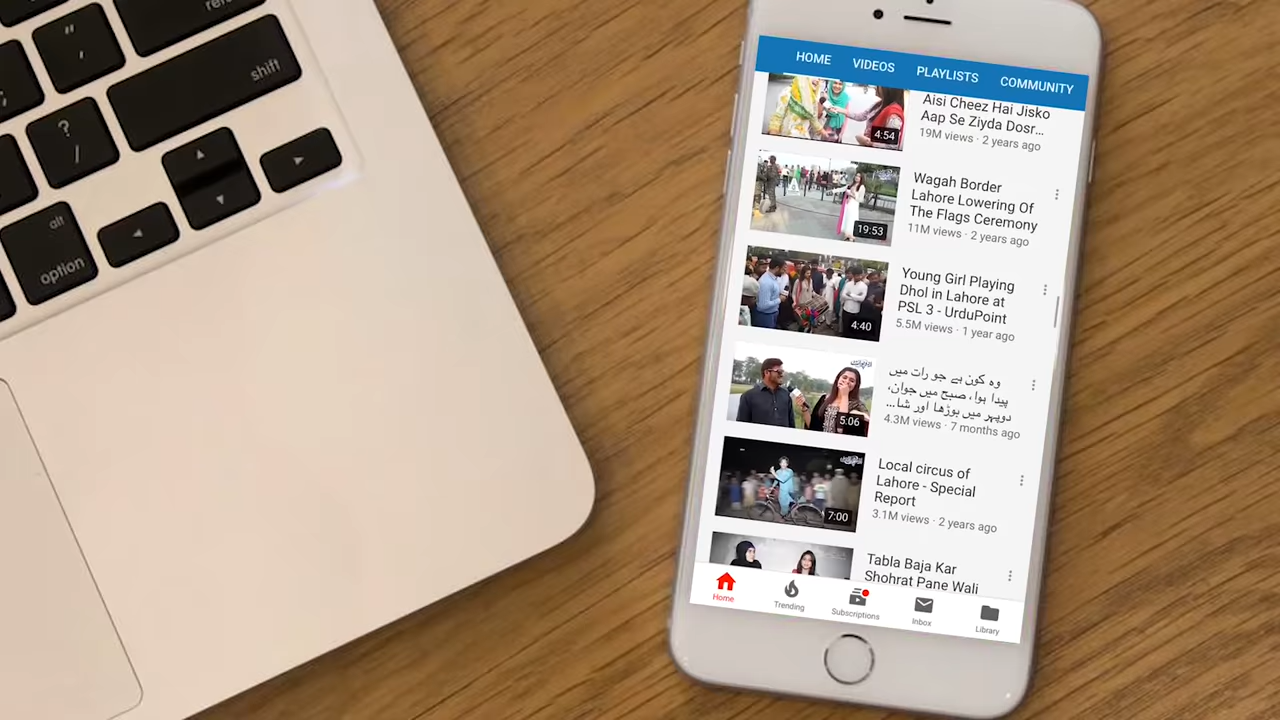 refe
"
,
;
:
shift
?
/
alt
option
HOME VIDEOS PLAYLISTS COMMUNITY
Aisi Cheez Hai Jisko
Aap Se Ziyda Dosr...
19M views · 2 years ago
4:54
Wagah Border
Lahore Lowering Of
The Flags Ceremony
11M views · 2 years ago
19:53
Young Girl Playing
Dhol in Lahore at
PSL 3 - UrduPoint
5.5M views · 1 year ago
4:40
وہ کون ہے جو رات میں
پیدا ہوا، صبح میں جوان،
دوپہر میں بوڑھا اور شا...
4.3M views · 7 months ago
5:06
Local circus of
Lahore - Special
Report
3.1M views · 2 years ago
7:00
Tabla Baja Kar
Shohrat Pane Wali
Home Trending Subscriptions Inbox Library